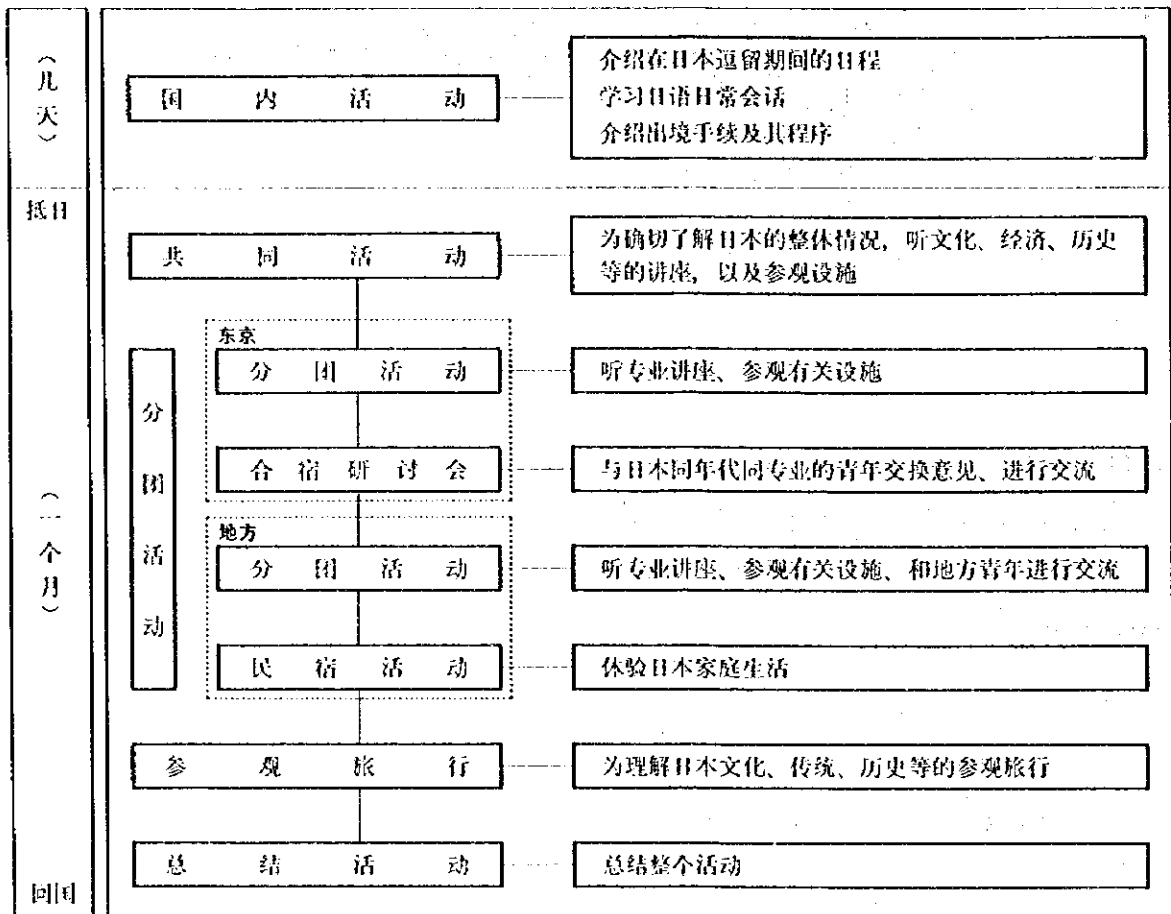 （几天）
国内活动
介绍在日本逗留期间的日程
学习日语日常会话
介绍出境手续及其程序
抵日
共同活动
为确切了解日本的整体情况，听文化、经济、历史
等的讲座，以及参观设施
（一个月）
分团活动
东京
分团活动
听专业讲座、参观有关设施
合宿研讨会
与日本同年代同专业的青年交换意见、进行交流
地方
分团活动
听专业讲座、参观有关设施、和地方青年进行交流
民宿活动
体验日本家庭生活
参观旅行
为理解日本文化、传统、历史等的参观旅行
总结活动
总结整个活动
回国